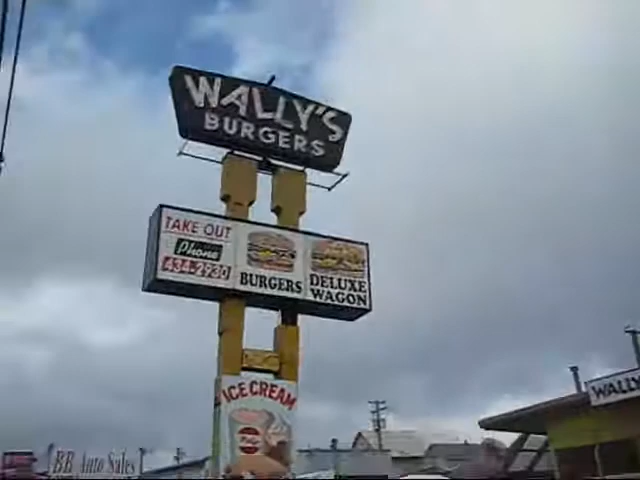 WALLY'S
BURGERS
TAKE OUT
Phone
434-2930
BURGERS
DELUXE
WAGON
ICE CREAM
BB Auto Sales
WALLY